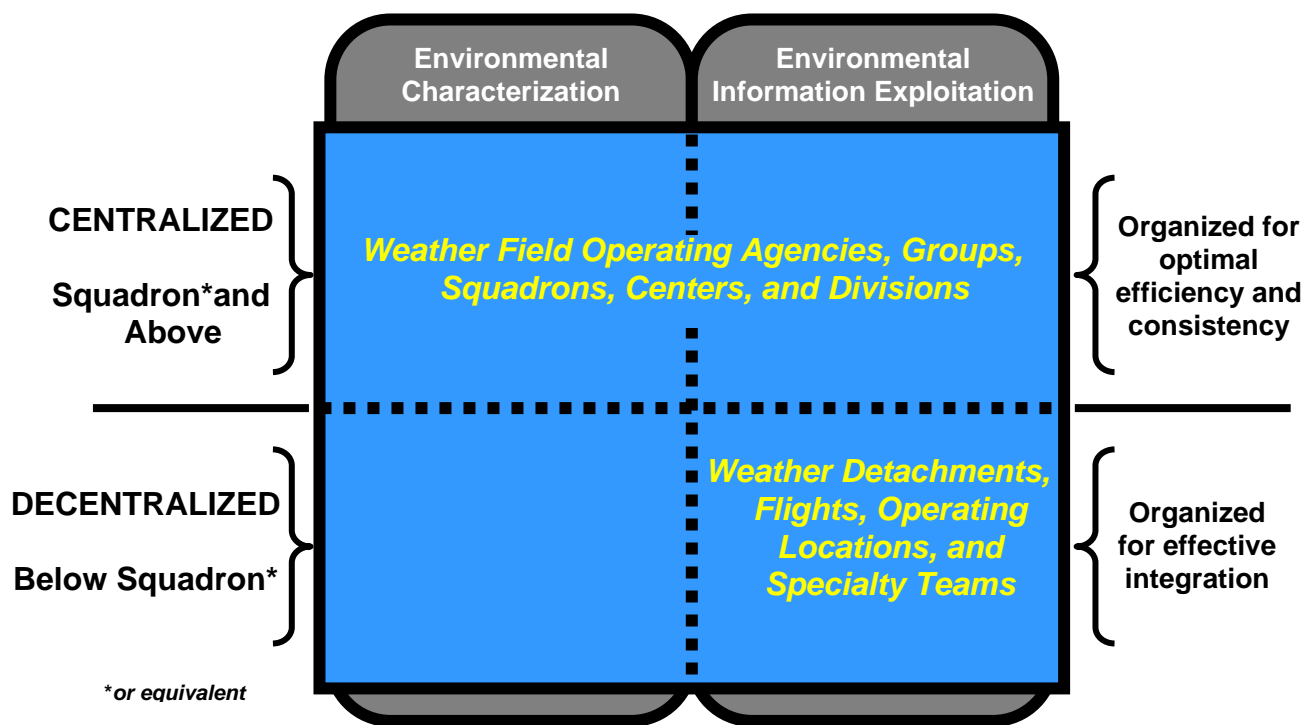 Environmental
Characterization
Environmental
Information Exploitation
CENTRALIZED
Squadron*and
Above
Weather Field Operating Agencies, Groups,
Squadrons, Centers, and Divisions
Organized for
optimal
efficiency and
consistency
DECENTRALIZED
Below Squadron*
Weather Detachments,
Flights, Operating
Locations, and
Specialty Teams
Organized
for effective
integration
*or equivalent